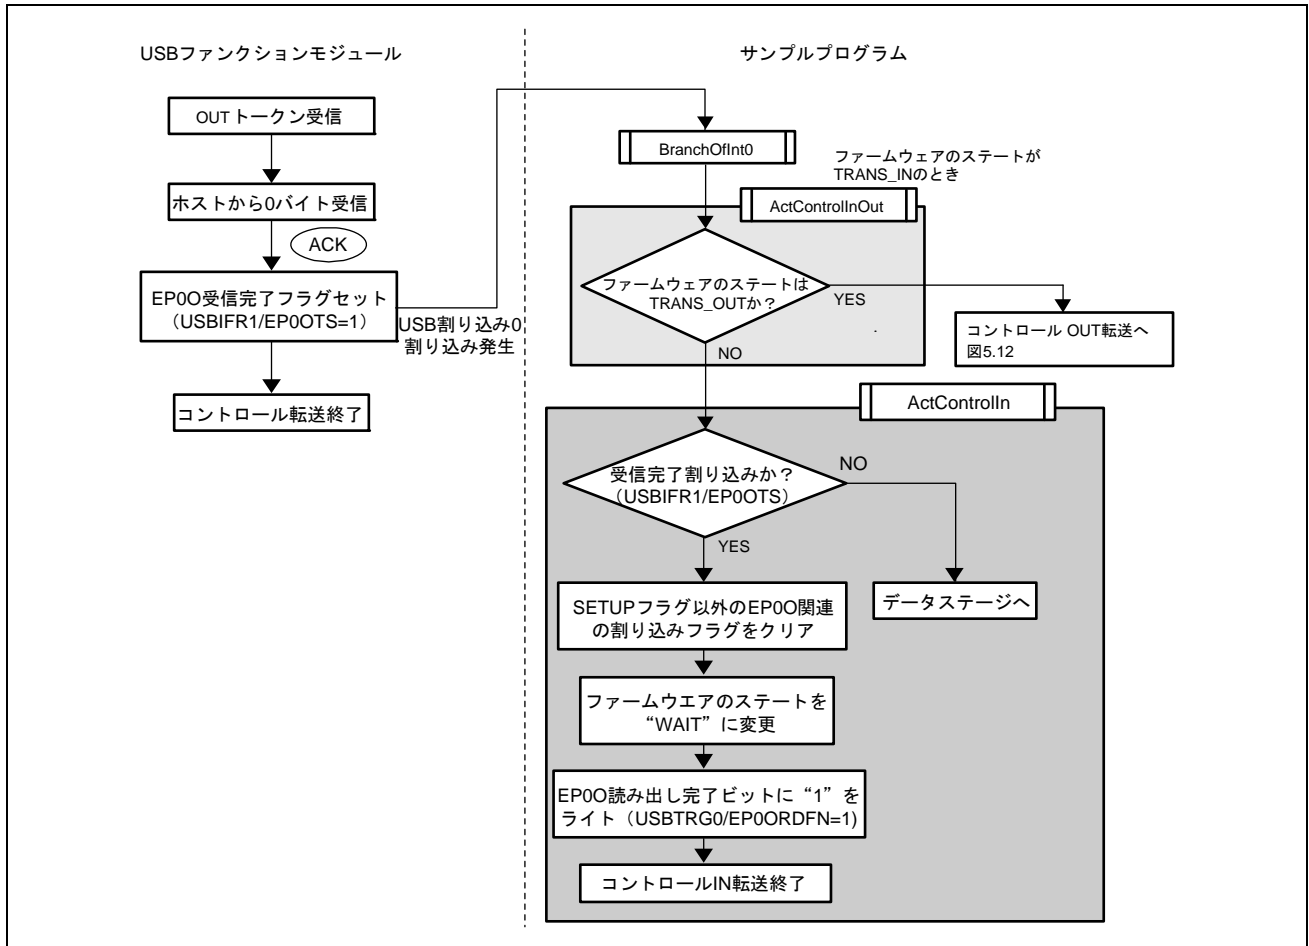 USBファンクションモジュール
サンプルプログラム
OUTトークン受信
ホストから0バイト受信
ACK
EP0O受信完了フラグセット
（USBIFR1/EP0OTS=1）
コントロール転送終了
USB割り込み0
割り込み発生
BranchOfInt0
ファームウェアのステートが
TRANS_INのとき
ActControlInOut
ファームウェアのステートは
TRANS_OUTか？
YES
NO
コントロール OUT転送へ
図5.12
ActControlIn
受信完了割り込みか？
（USBIFR1/EP0OTS）
NO
YES
データステージへ
SETUPフラグ以外のEP0O関連
の割り込みフラグをクリア
ファームウエアのステートを
“WAIT”に変更
EP0O読み出し完了ビットに“1”を
ライト（USBTRG0/EP0ORDFN=1)
コントロールIN転送終了